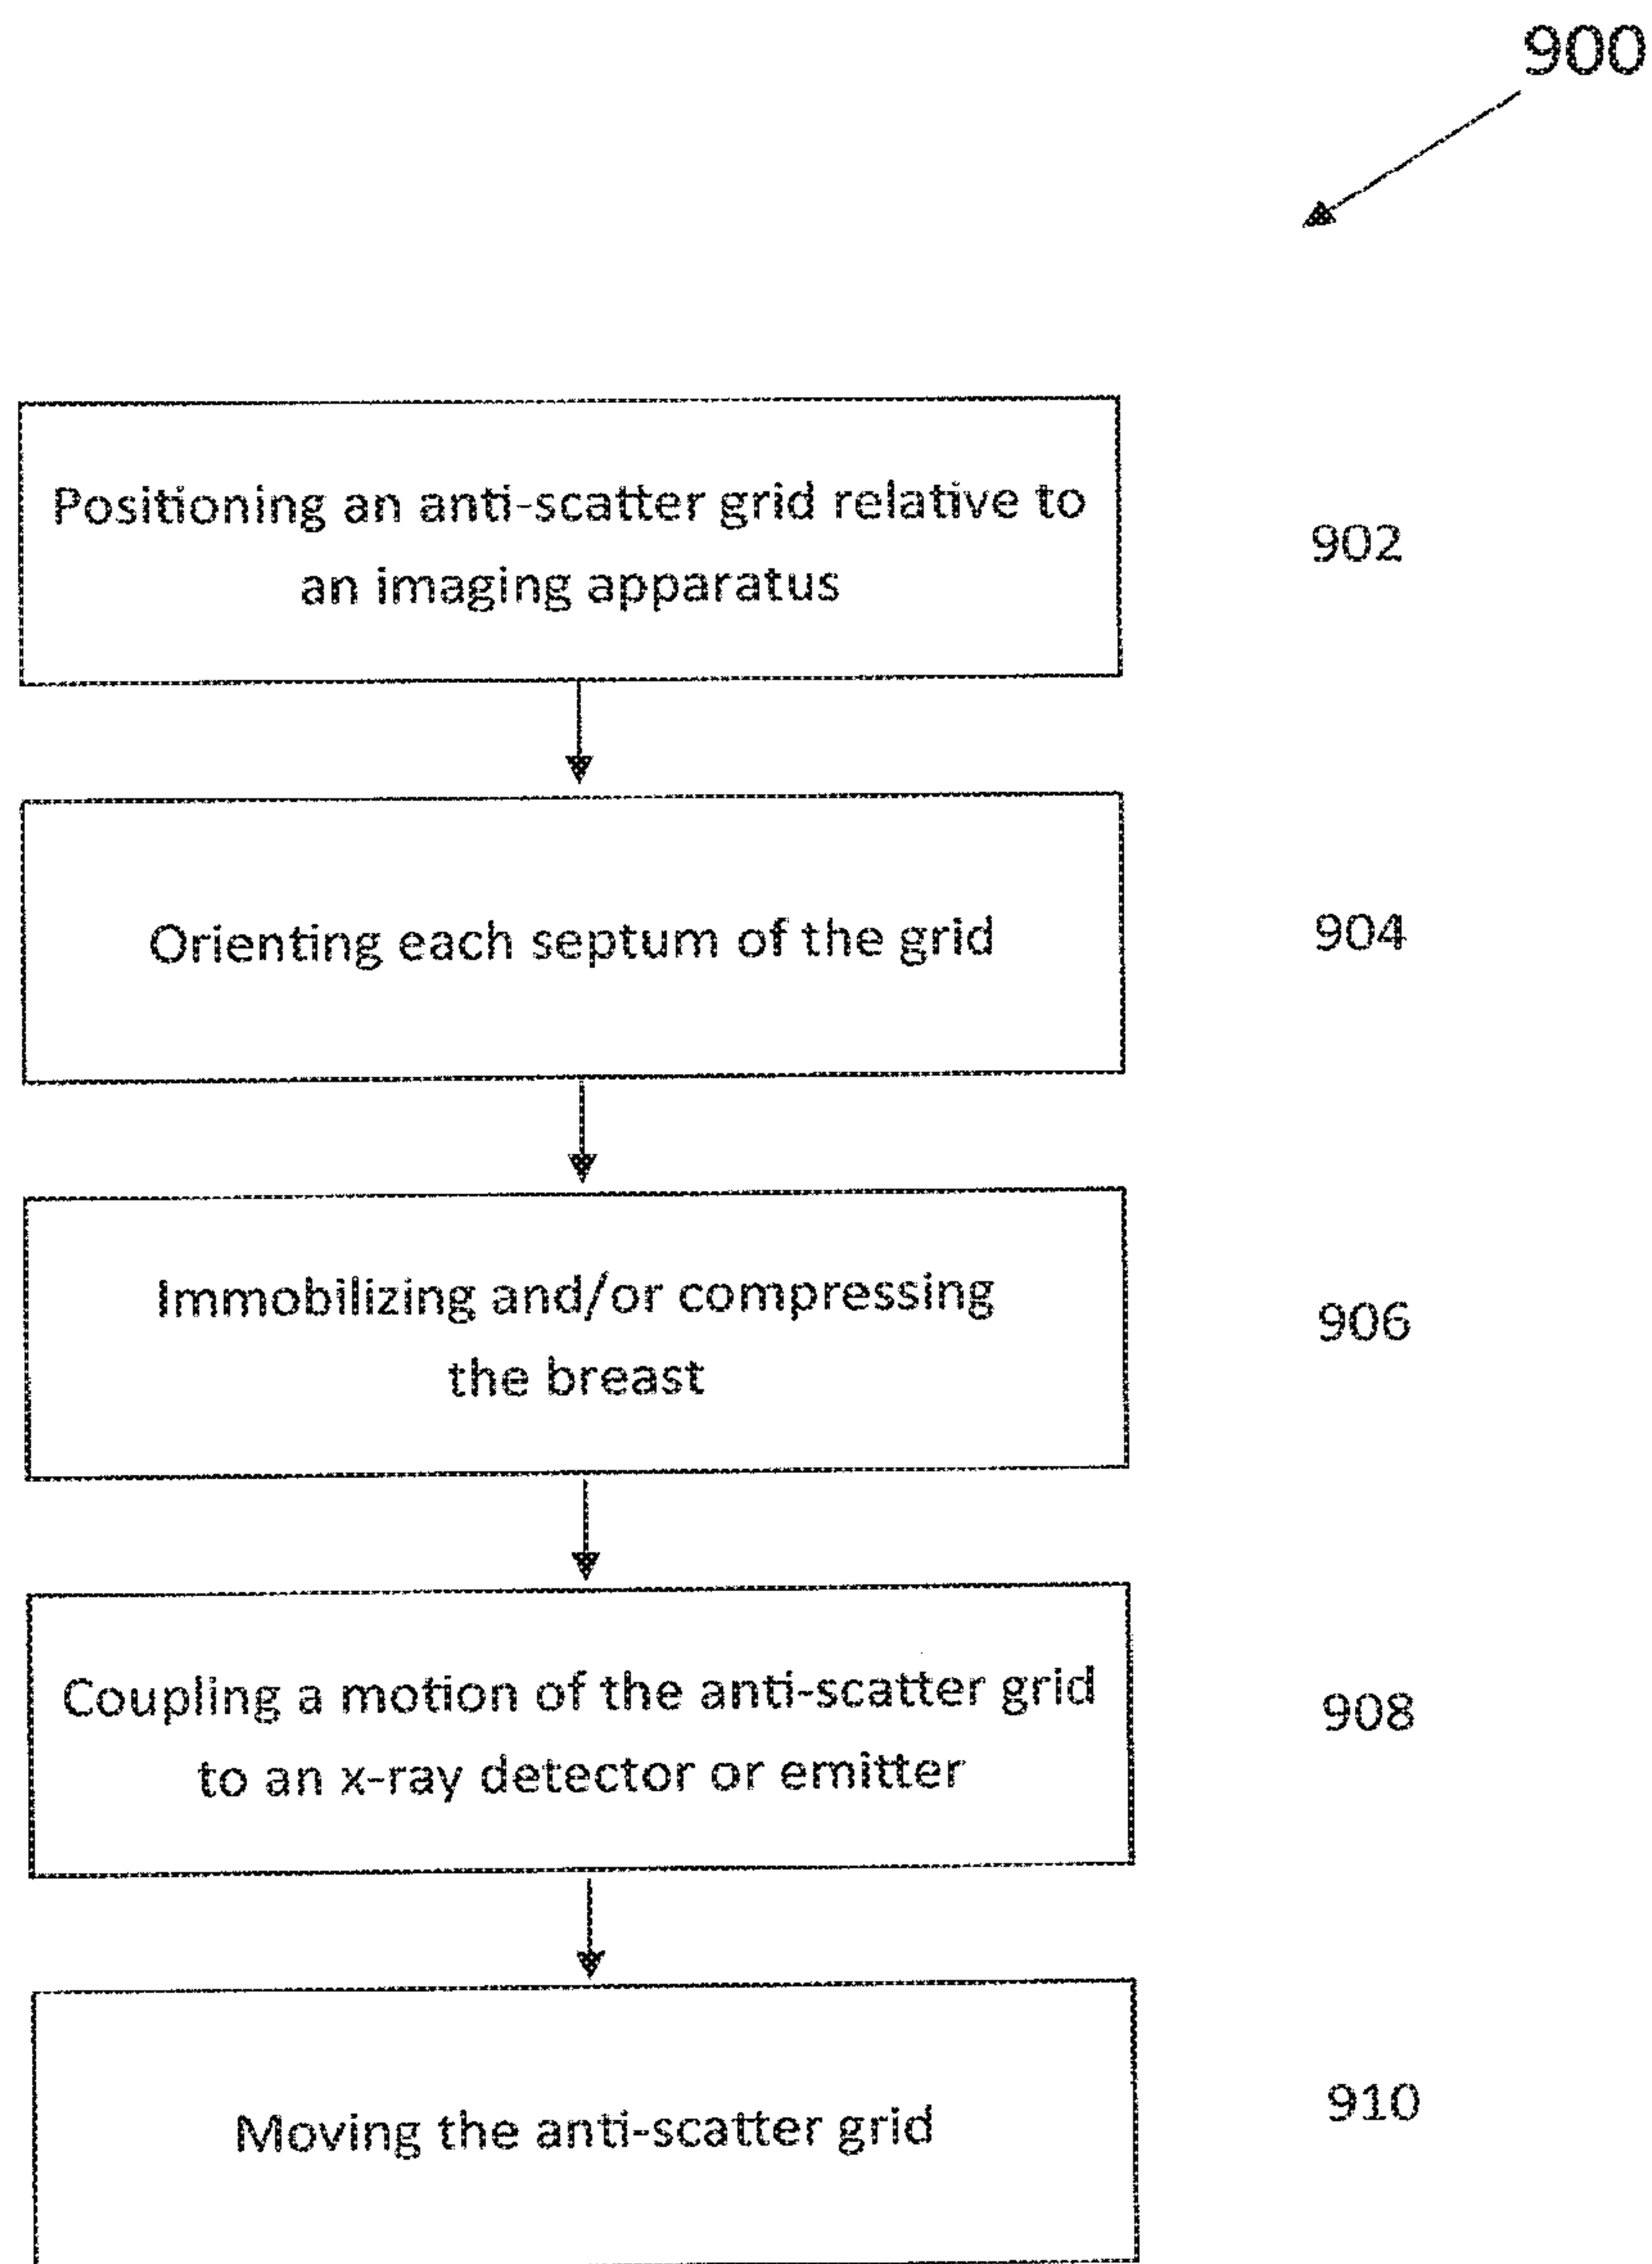 900
Positioning an anti-scatter grid relative to
an imaging apparatus
902
Orienting each septum of the grid
904
Immobilizing and/or compressing
the breast
906
Coupling a motion of the anti-scatter grid
to an x-ray detector or emitter
908
Moving the anti-scatter grid
910